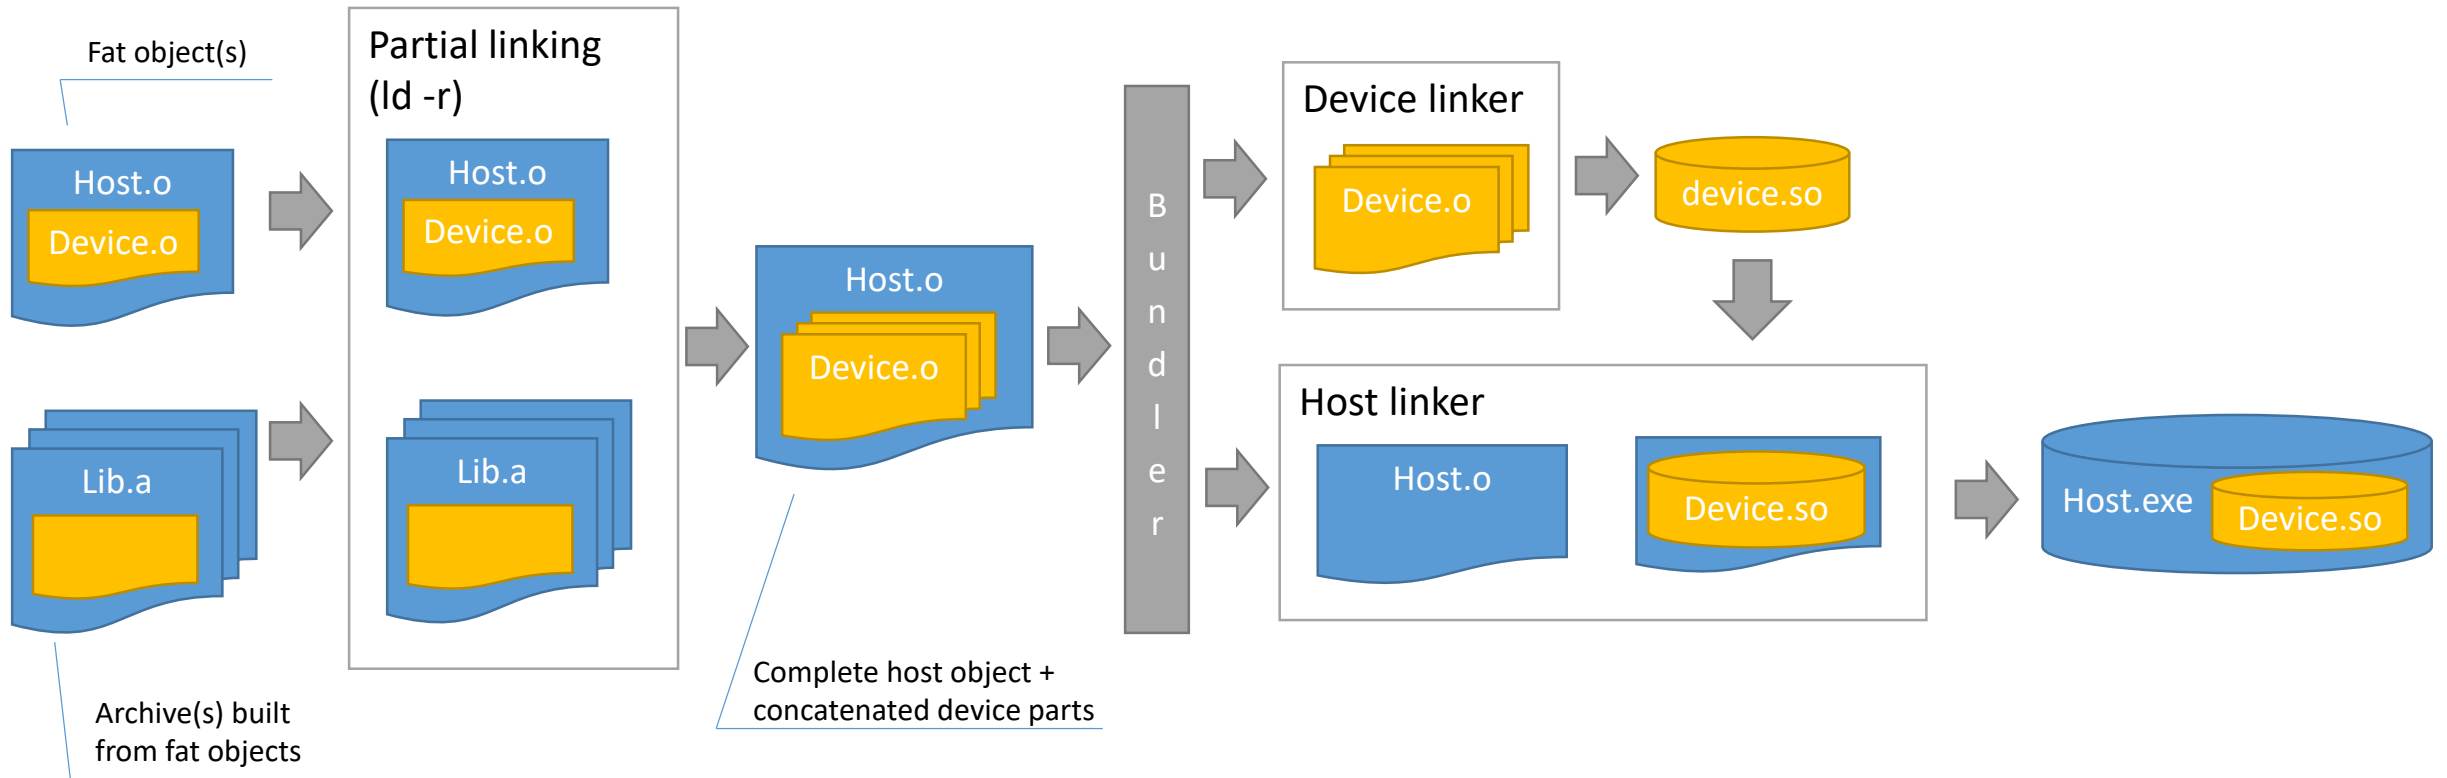 Fat object(s)
Host.o
Device.o
Lib.a
Archive(s) built
from fat objects
Partial linking
(ld -r)
Host.o
Device.o
Lib.a
Host.o
Device.o
Complete host object +
concatenated device parts
Bundler
Device linker
Device.o
device.so
Host linker
Host.o
Device.so
Host.exe
Device.so